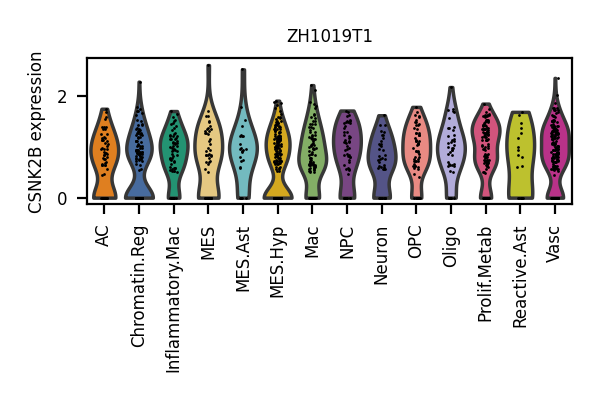 ZH1019T1
CSNK2B expression
2
0
AC
Chromatin.Reg
Inflammatory.Mac
MES
MES.Ast
MES.Hyp
Mac
NPC
Neuron
OPC
Oligo
Prolif.Metab
Reactive.Ast
Vasc